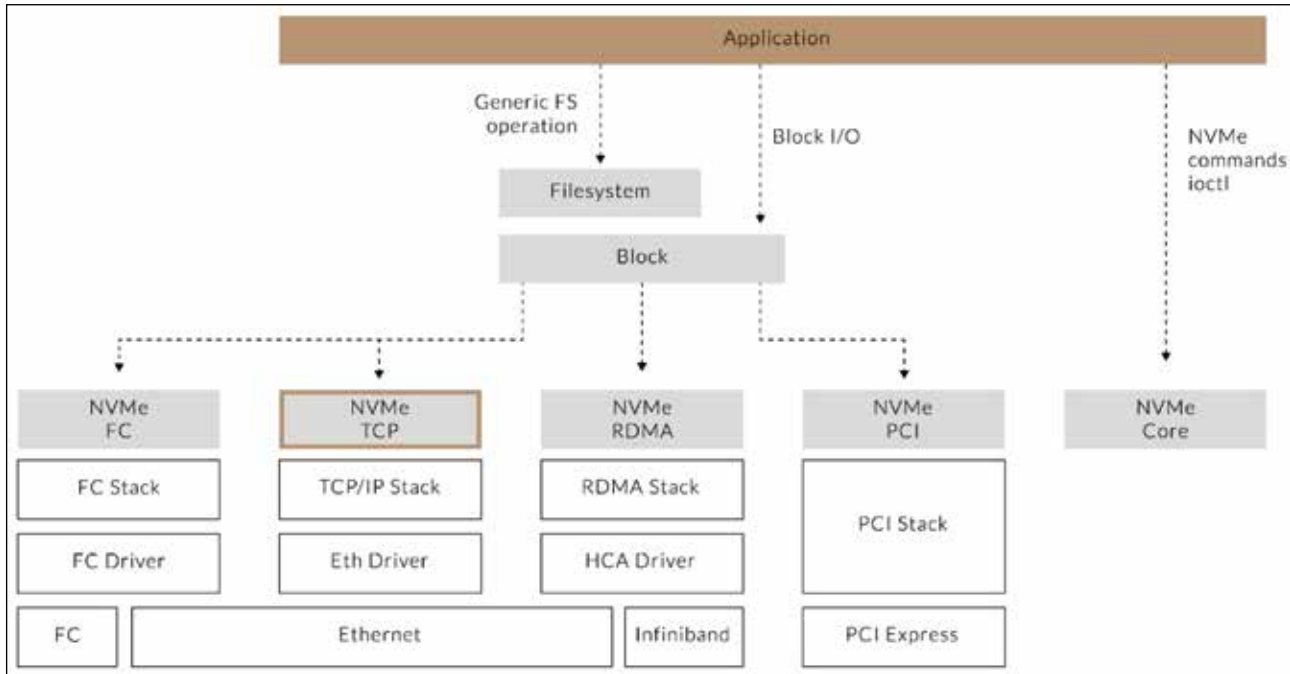 Application
Generic FS
operation
Block I/O
NVMe
commands
ioctl
Filesystem
Block
NVMe
FC
NVMe
TCP
NVMe
RDMA
NVMe
PCI
NVMe
Core
FC Stack
TCP/IP Stack
RDMA Stack
PCI Stack
FC Driver
Eth Driver
HCA Driver
FC
Ethernet
Infiniband
PCI Express